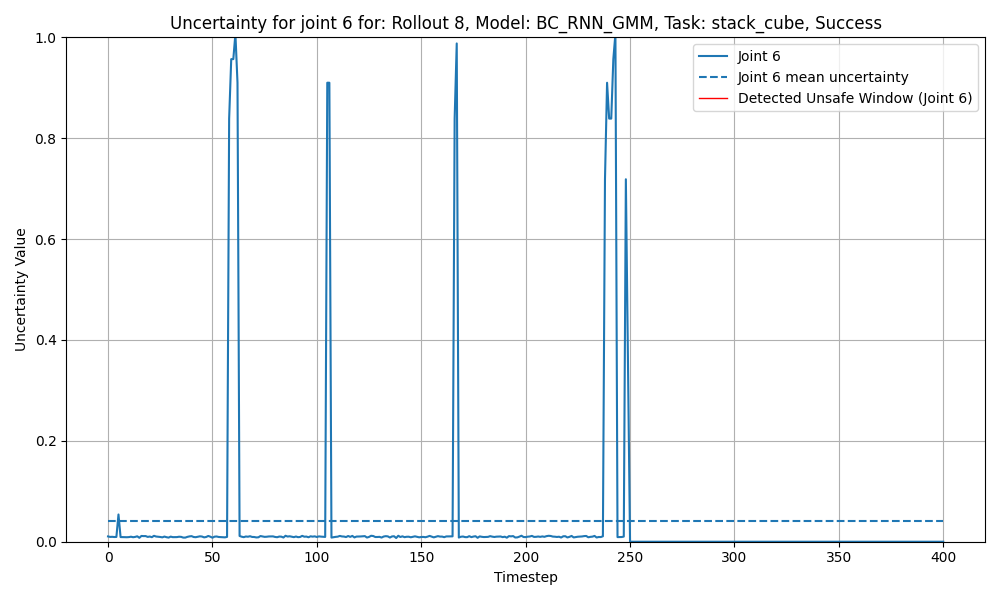 Uncertainty for joint 6 for: Rollout 8, Model: BC_RNN_GMM, Task: stack_cube, Success
Joint 6
Joint 6 mean uncertainty
Detected Unsafe Window (Joint 6)
Uncertainty Value
1.0
0.8
0.6
0.4
0.2
0.0
0 50 100 150 200 250 300 350 400
Timestep